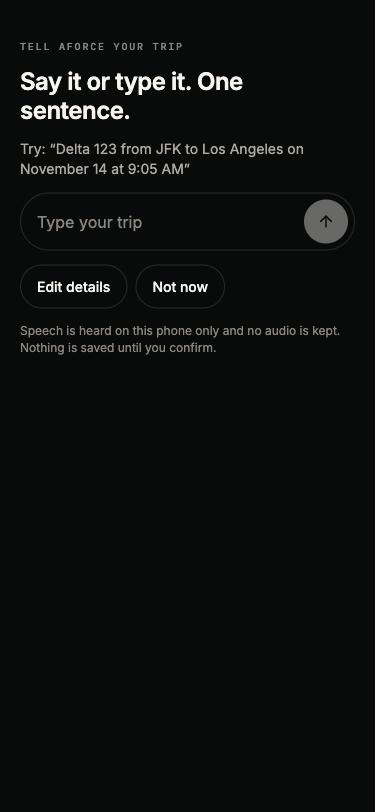 TELL AFORCE YOUR TRIP
Say it or type it. One
sentence.
Try: “Delta 123 from JFK to Los Angeles on
November 14 at 9:05 AM”
Type your trip
Edit details
Not now
Speech is heard on this phone only and no audio is kept.
Nothing is saved until you confirm.